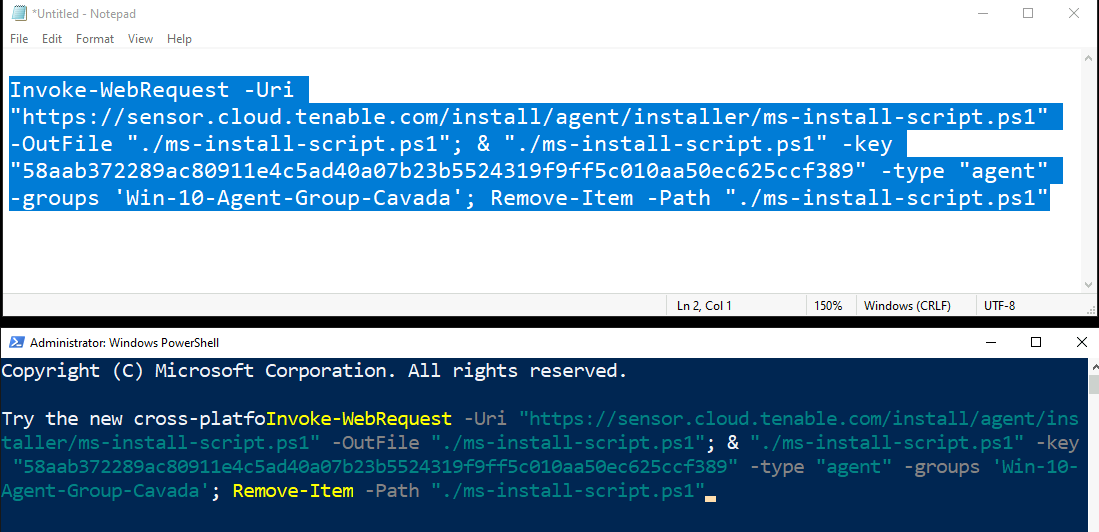 *Untitled - Notepad
File Edit Format View Help
Invoke-WebRequest -Uri
"https://sensor.cloud.tenable.com/install/agent/installer/ms-install-script.ps1"
-OutFile "./ms-install-script.ps1"; & "./ms-install-script.ps1" -key
"58aab372289ac80911e4c5ad40a07b23b5524319f9ff5c010aa50ec625ccf389" -type "agent"
-groups 'Win-10-Agent-Group-Cavada'; Remove-Item -Path "./ms-install-script.ps1"
Ln 2, Col 1 150% Windows (CRLF) UTF-8
Administrator: Windows PowerShell
Copyright (C) Microsoft Corporation. All rights reserved.
Try the new cross-platfoInvoke-WebRequest -Uri "https://sensor.cloud.tenable.com/install/agent/ins
taller/ms-install-script.ps1" -OutFile "./ms-install-script.ps1"; & "./ms-install-script.ps1" -key
"58aab372289ac80911e4c5ad40a07b23b5524319f9ff5c010aa50ec625ccf389" -type "agent" -groups 'Win-10-
Agent-Group-Cavada'; Remove-Item -Path "./ms-install-script.ps1"